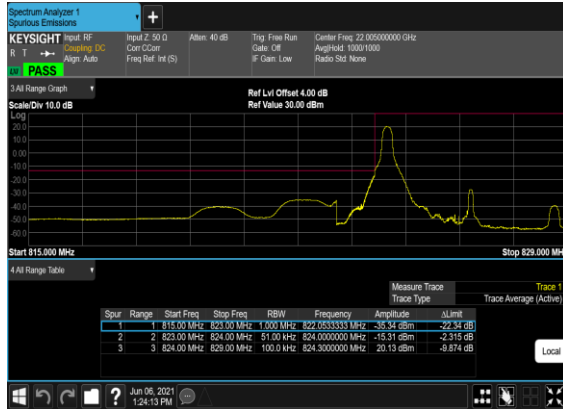 Spectrum Analyzer 1
Spurious Emissions
KEYSIGHT Input: RF Input Z: 50 Ω Atten: 40 dB Trig: Free Run Center Freq: 22.005000000 GHz
R T Coupling: DC Corr CCorr Gate: Off Avg|Hold: 1000/1000
Align: Auto Freq Ref: Int (S) IF Gain: Low Radio Std: None
PASS
3 All Range Graph
Ref Lvl Offset 4.00 dB
Scale/Div 10.0 dB Ref Value 30.00 dBm
Log
20.0
10.0
0.00
-10.0
-20.0
-30.0
-40.0
-50.0
-60.0
Start 815.000 MHz Stop 829.000 MHz
4 All Range Table
Measure Trace Trace 1
Trace Type Trace Average (Active)
Spur Range Start Freq Stop Freq RBW Frequency Amplitude ΔLimit
1 1 815.00 MHz 823.00 MHz 1.000 MHz 822.0533333 MHz -35.34 dBm -22.34 dB
2 2 823.00 MHz 824.00 MHz 51.00 kHz 824.0000000 MHz -15.31 dBm -2.315 dB
3 3 824.00 MHz 829.00 MHz 100.0 kHz 824.3000000 MHz 20.13 dBm -9.874 dB
Local
?
Jun 06, 2021
1:24:13 PM